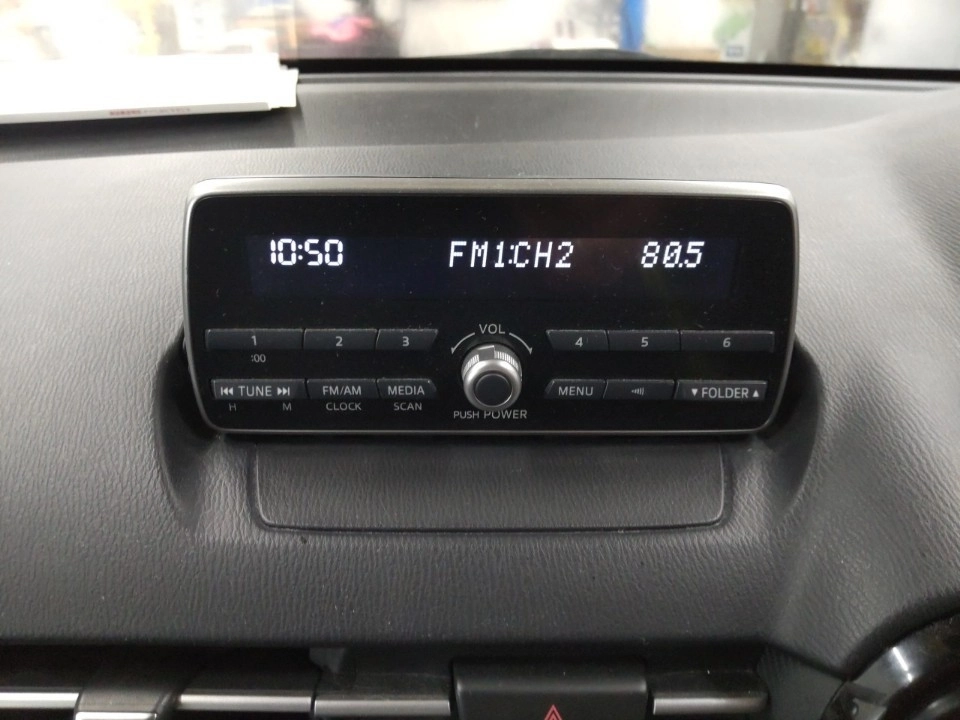 10:50 FM1:CH2 80.5
VOL
1 2 3 4 5 6
:00
TUNE FM/AM MEDIA MENU FOLDER
H M CLOCK SCAN
PUSH POWER